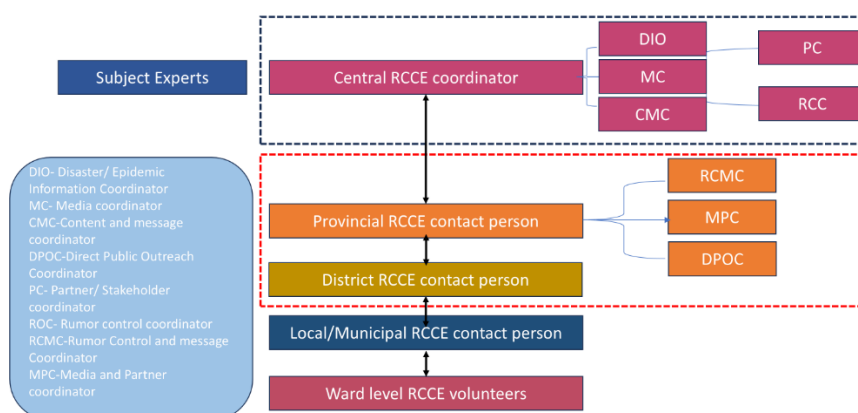 DIO
PC
Subject Experts
Central RCCE coordinator
MC
CMC
RCC
DIO- Disaster/ Epidemic
Information Coordinator
MC- Media coordinator
CMC-Content and message
coordinator
DPOC-Direct Public Outreach
Coordinator
PC- Partner/ Stakeholder
coordinator
ROC- Rumor control coordinator
RCMC-Rumor Control and message
Coordinator
MPC-Media and Partner
coordinator
RCMC
Provincial RCCE contact person
MPC
DPOC
District RCCE contact person
Local/Municipal RCCE contact person
Ward level RCCE volunteers